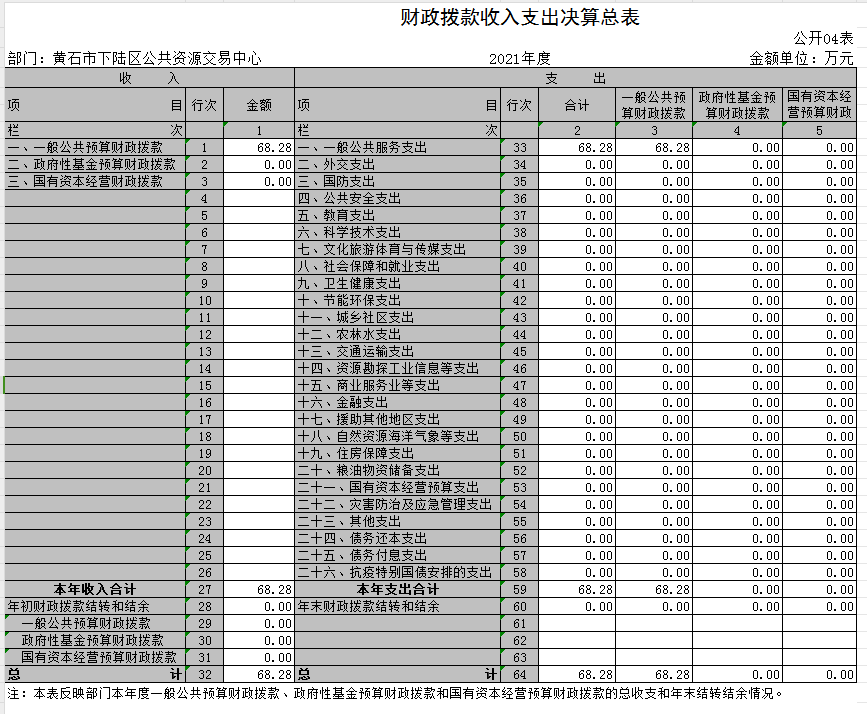 财政拨款收入支出决算总表
公开04表
部门：黄石市下陆区公共资源交易中心 2021年度 金额单位：万元
收 入 支 出
项 目 行次 金额 项 目 行次 合计 一般公共预算财政拨款 政府性基金预算财政拨款 国有资本经营预算财政
栏 次 1 栏 次 2 3 4 5
一、一般公共预算财政拨款 1 68.28 一、一般公共服务支出 33 68.28 68.28 0.00 0.00
二、政府性基金预算财政拨款 2 0.00 二、外交支出 34 0.00 0.00 0.00 0.00
三、国有资本经营财政拨款 3 0.00 三、国防支出 35 0.00 0.00 0.00 0.00
4 四、公共安全支出 36 0.00 0.00 0.00 0.00
5 五、教育支出 37 0.00 0.00 0.00 0.00
6 六、科学技术支出 38 0.00 0.00 0.00 0.00
7 七、文化旅游体育与传媒支出 39 0.00 0.00 0.00 0.00
8 八、社会保障和就业支出 40 0.00 0.00 0.00 0.00
9 九、卫生健康支出 41 0.00 0.00 0.00 0.00
10 十、节能环保支出 42 0.00 0.00 0.00 0.00
11 十一、城乡社区支出 43 0.00 0.00 0.00 0.00
12 十二、农林水支出 44 0.00 0.00 0.00 0.00
13 十三、交通运输支出 45 0.00 0.00 0.00 0.00
14 十四、资源勘探工业信息等支出 46 0.00 0.00 0.00 0.00
15 十五、商业服务业等支出 47 0.00 0.00 0.00 0.00
16 十六、金融支出 48 0.00 0.00 0.00 0.00
17 十七、援助其他地区支出 49 0.00 0.00 0.00 0.00
18 十八、自然资源海洋气象等支出 50 0.00 0.00 0.00 0.00
19 十九、住房保障支出 51 0.00 0.00 0.00 0.00
20 二十、粮油物资储备支出 52 0.00 0.00 0.00 0.00
21 二十一、国有资本经营预算支出 53 0.00 0.00 0.00 0.00
22 二十二、灾害防治及应急管理支出 54 0.00 0.00 0.00 0.00
23 二十三、其他支出 55 0.00 0.00 0.00 0.00
24 二十四、债务还本支出 56 0.00 0.00 0.00 0.00
25 二十五、债务付息支出 57 0.00 0.00 0.00 0.00
26 二十六、抗疫特别国债安排的支出 58 0.00 0.00 0.00 0.00
本年收入合计 27 68.28 本年支出合计 59 68.28 68.28 0.00 0.00
年初财政拨款结转和结余 28 0.00 年末财政拨款结转和结余 60 0.00 0.00 0.00 0.00
一般公共预算财政拨款 29 0.00 61
政府性基金预算财政拨款 30 0.00 62
国有资本经营预算财政拨款 31 0.00 63
总 计 32 68.28 总 计 64 68.28 68.28 0.00 0.00
注：本表反映部门本年度一般公共预算财政拨款、政府性基金预算财政拨款和国有资本经营预算财政拨款的总收支和年末结转结余情况。